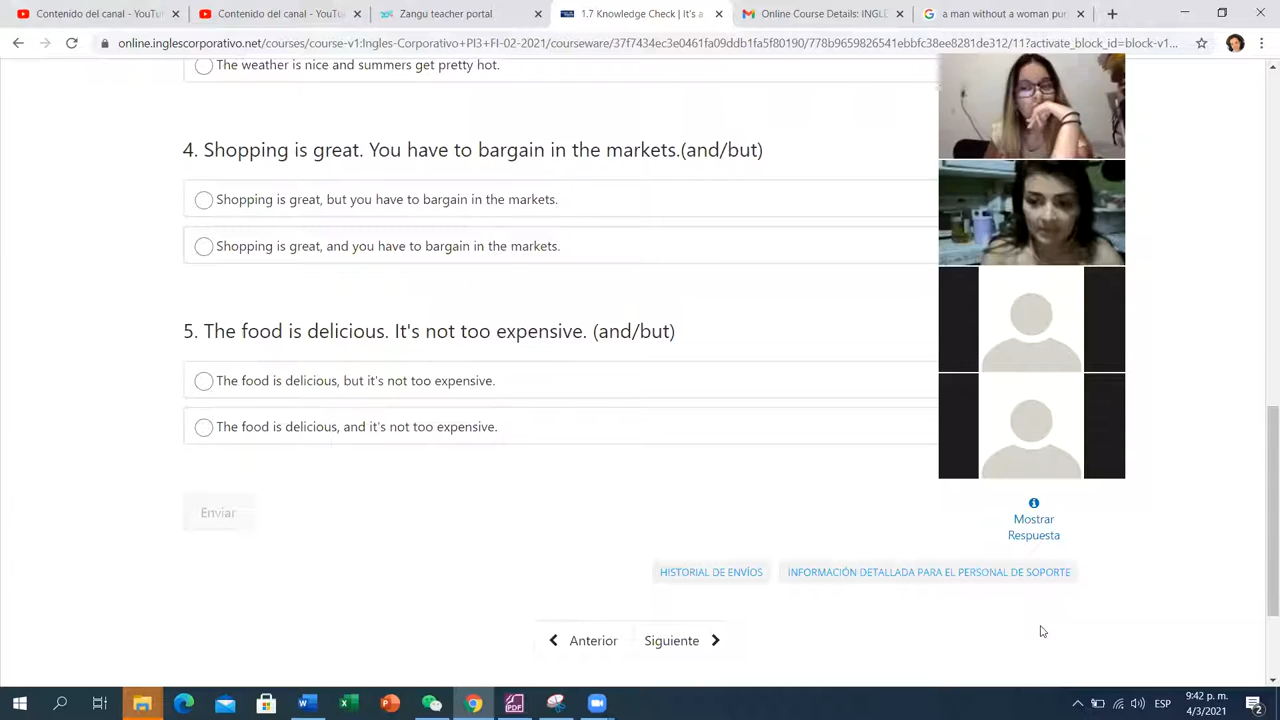 Contenido del canal - YouTu
Contenido del canal - YouTu
Zangu teacher portal
1.7 Knowledge Check | It's a
Online Course Details: INGLE
a man without a woman pu
online.inglescorporativo.net/courses/course-v1:Ingles-Corporativo+PI3+FI-02-2021/courseware/37f7434ec3e0461fa09ddb1fa5f80190/778b96f9826541ebbfc38ee8281de312/11?activate_block_id=block-v1...
The weather is nice and summers get pretty hot.
4. Shopping is great. You have to bargain in the markets.(and/but)
Shopping is great, but you have to bargain in the markets.
Shopping is great, and you have to bargain in the markets.
5. The food is delicious. It's not too expensive. (and/but)
The food is delicious, but it's not too expensive.
The food is delicious, and it's not too expensive.
Enviar
Mostrar
Respuesta
HISTORIAL DE ENVÍOS
INFORMACIÓN DETALLADA PARA EL PERSONAL DE SOPORTE
Anterior
Siguiente
ESP
9:42 p. m.
4/3/2021
2